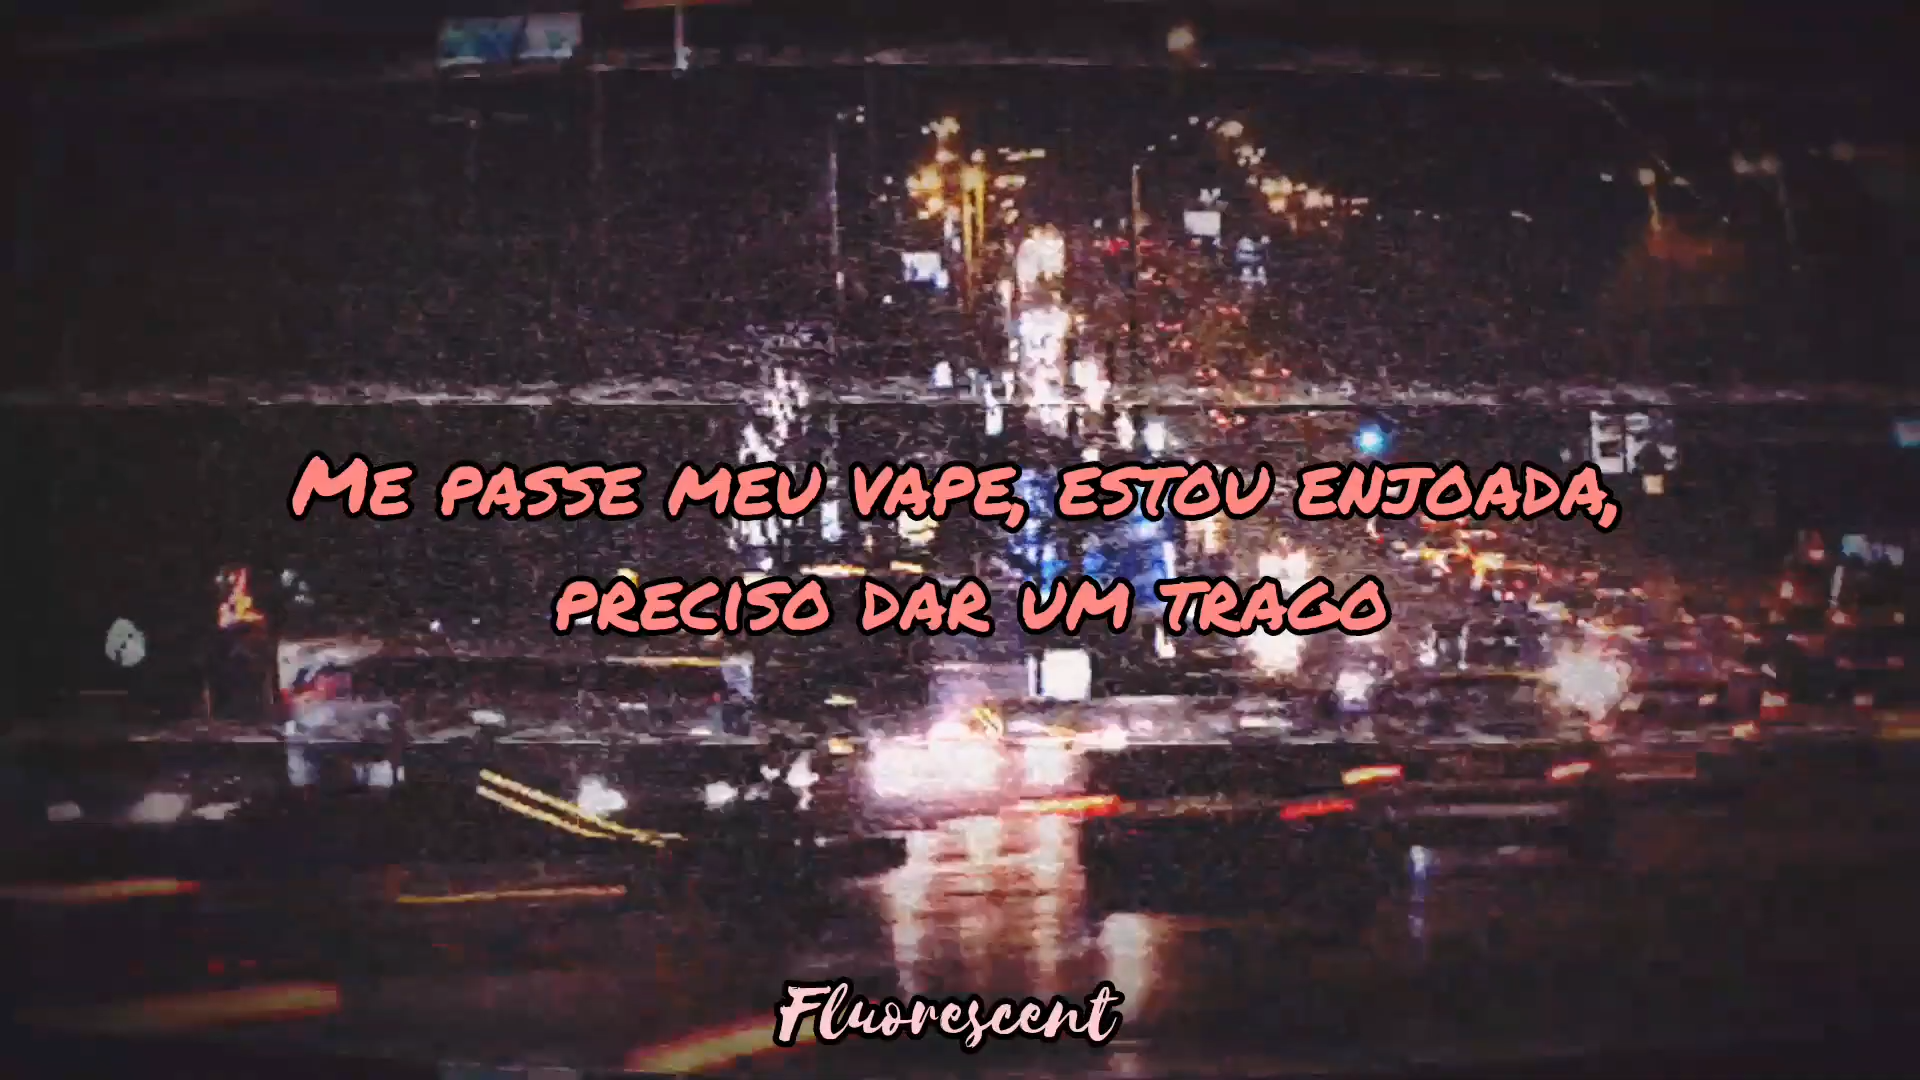 Me passe meu vape, estou enjoada,
preciso dar um trago
Fluorescent